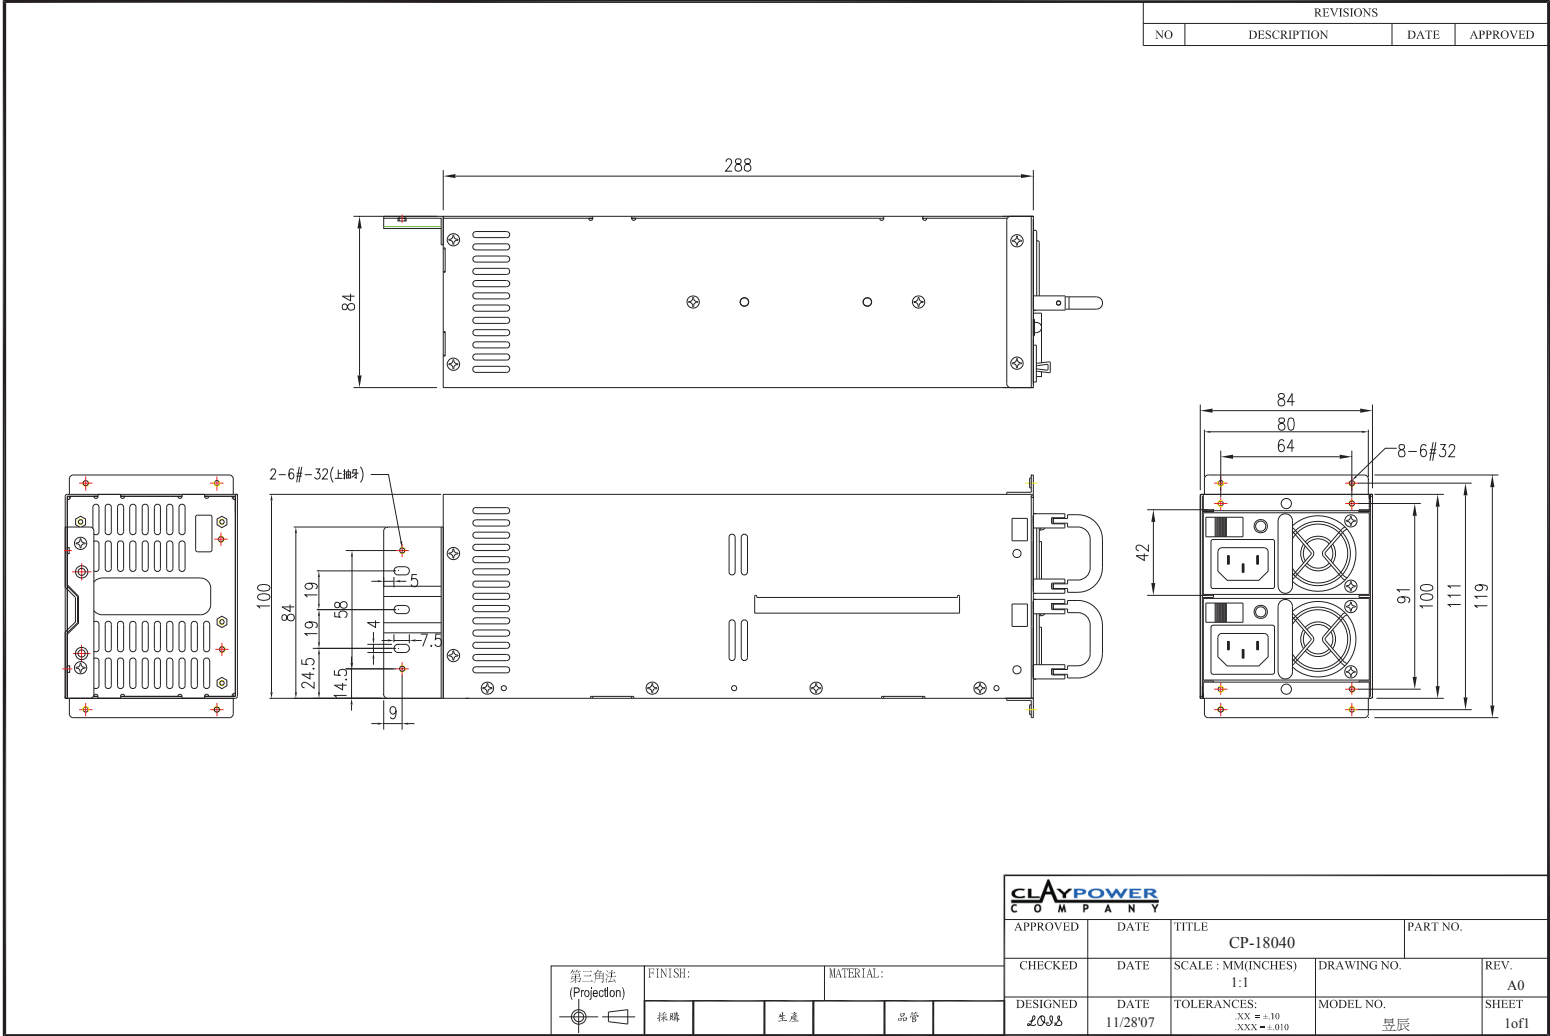 REVISIONS
NO DESCRIPTION DATE APPROVED
288
84
84
80
64
8-6#32
2-6#-32(上抽牙)
42
91
100
111
119
100
84
19
58
19
24.5
14.5
5
4
7.5
9
CLAYPOWER
COMPANY
APPROVED DATE TITLE PART NO.
CP-18040
CHECKED DATE SCALE : MM(INCHES) DRAWING NO. REV.
1:1 A0
DESIGNED DATE TOLERANCES: MODEL NO. SHEET
LOIS 11/28'07 .XX = ±.10 昱辰 1of1
.XXX = ±.010
第三角法 FINISH: MATERIAL:
(Projection)
採購 生產 品管